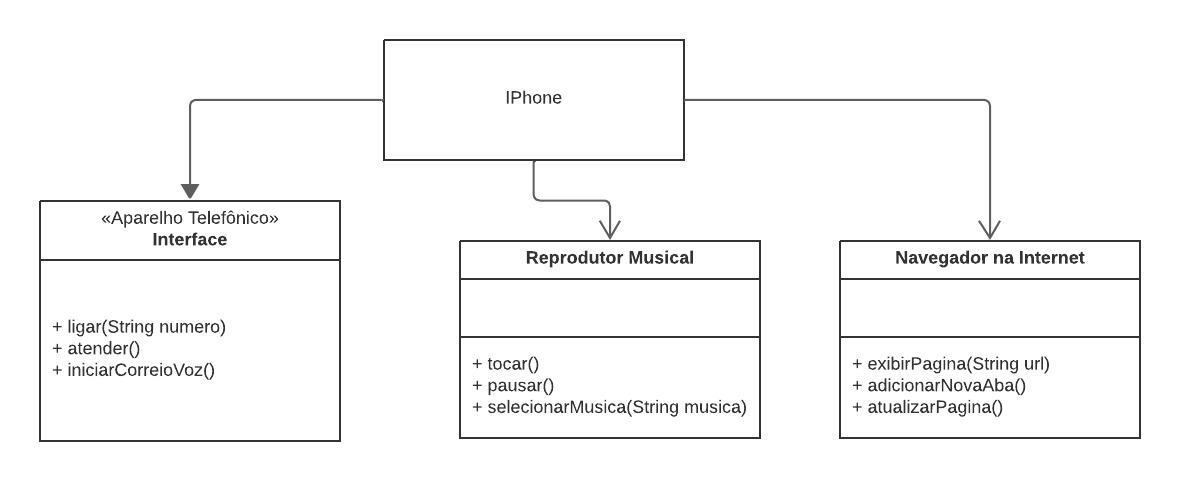 IPhone
«Aparelho Telefônico»
Interface
+ ligar(String numero)
+ atender()
+ iniciarCorreioVoz()
Reprodutor Musical
+ tocar()
+ pausar()
+ selecionarMusica(String musica)
Navegador na Internet
+ exibirPagina(String url)
+ adicionarNovaAba()
+ atualizarPagina()